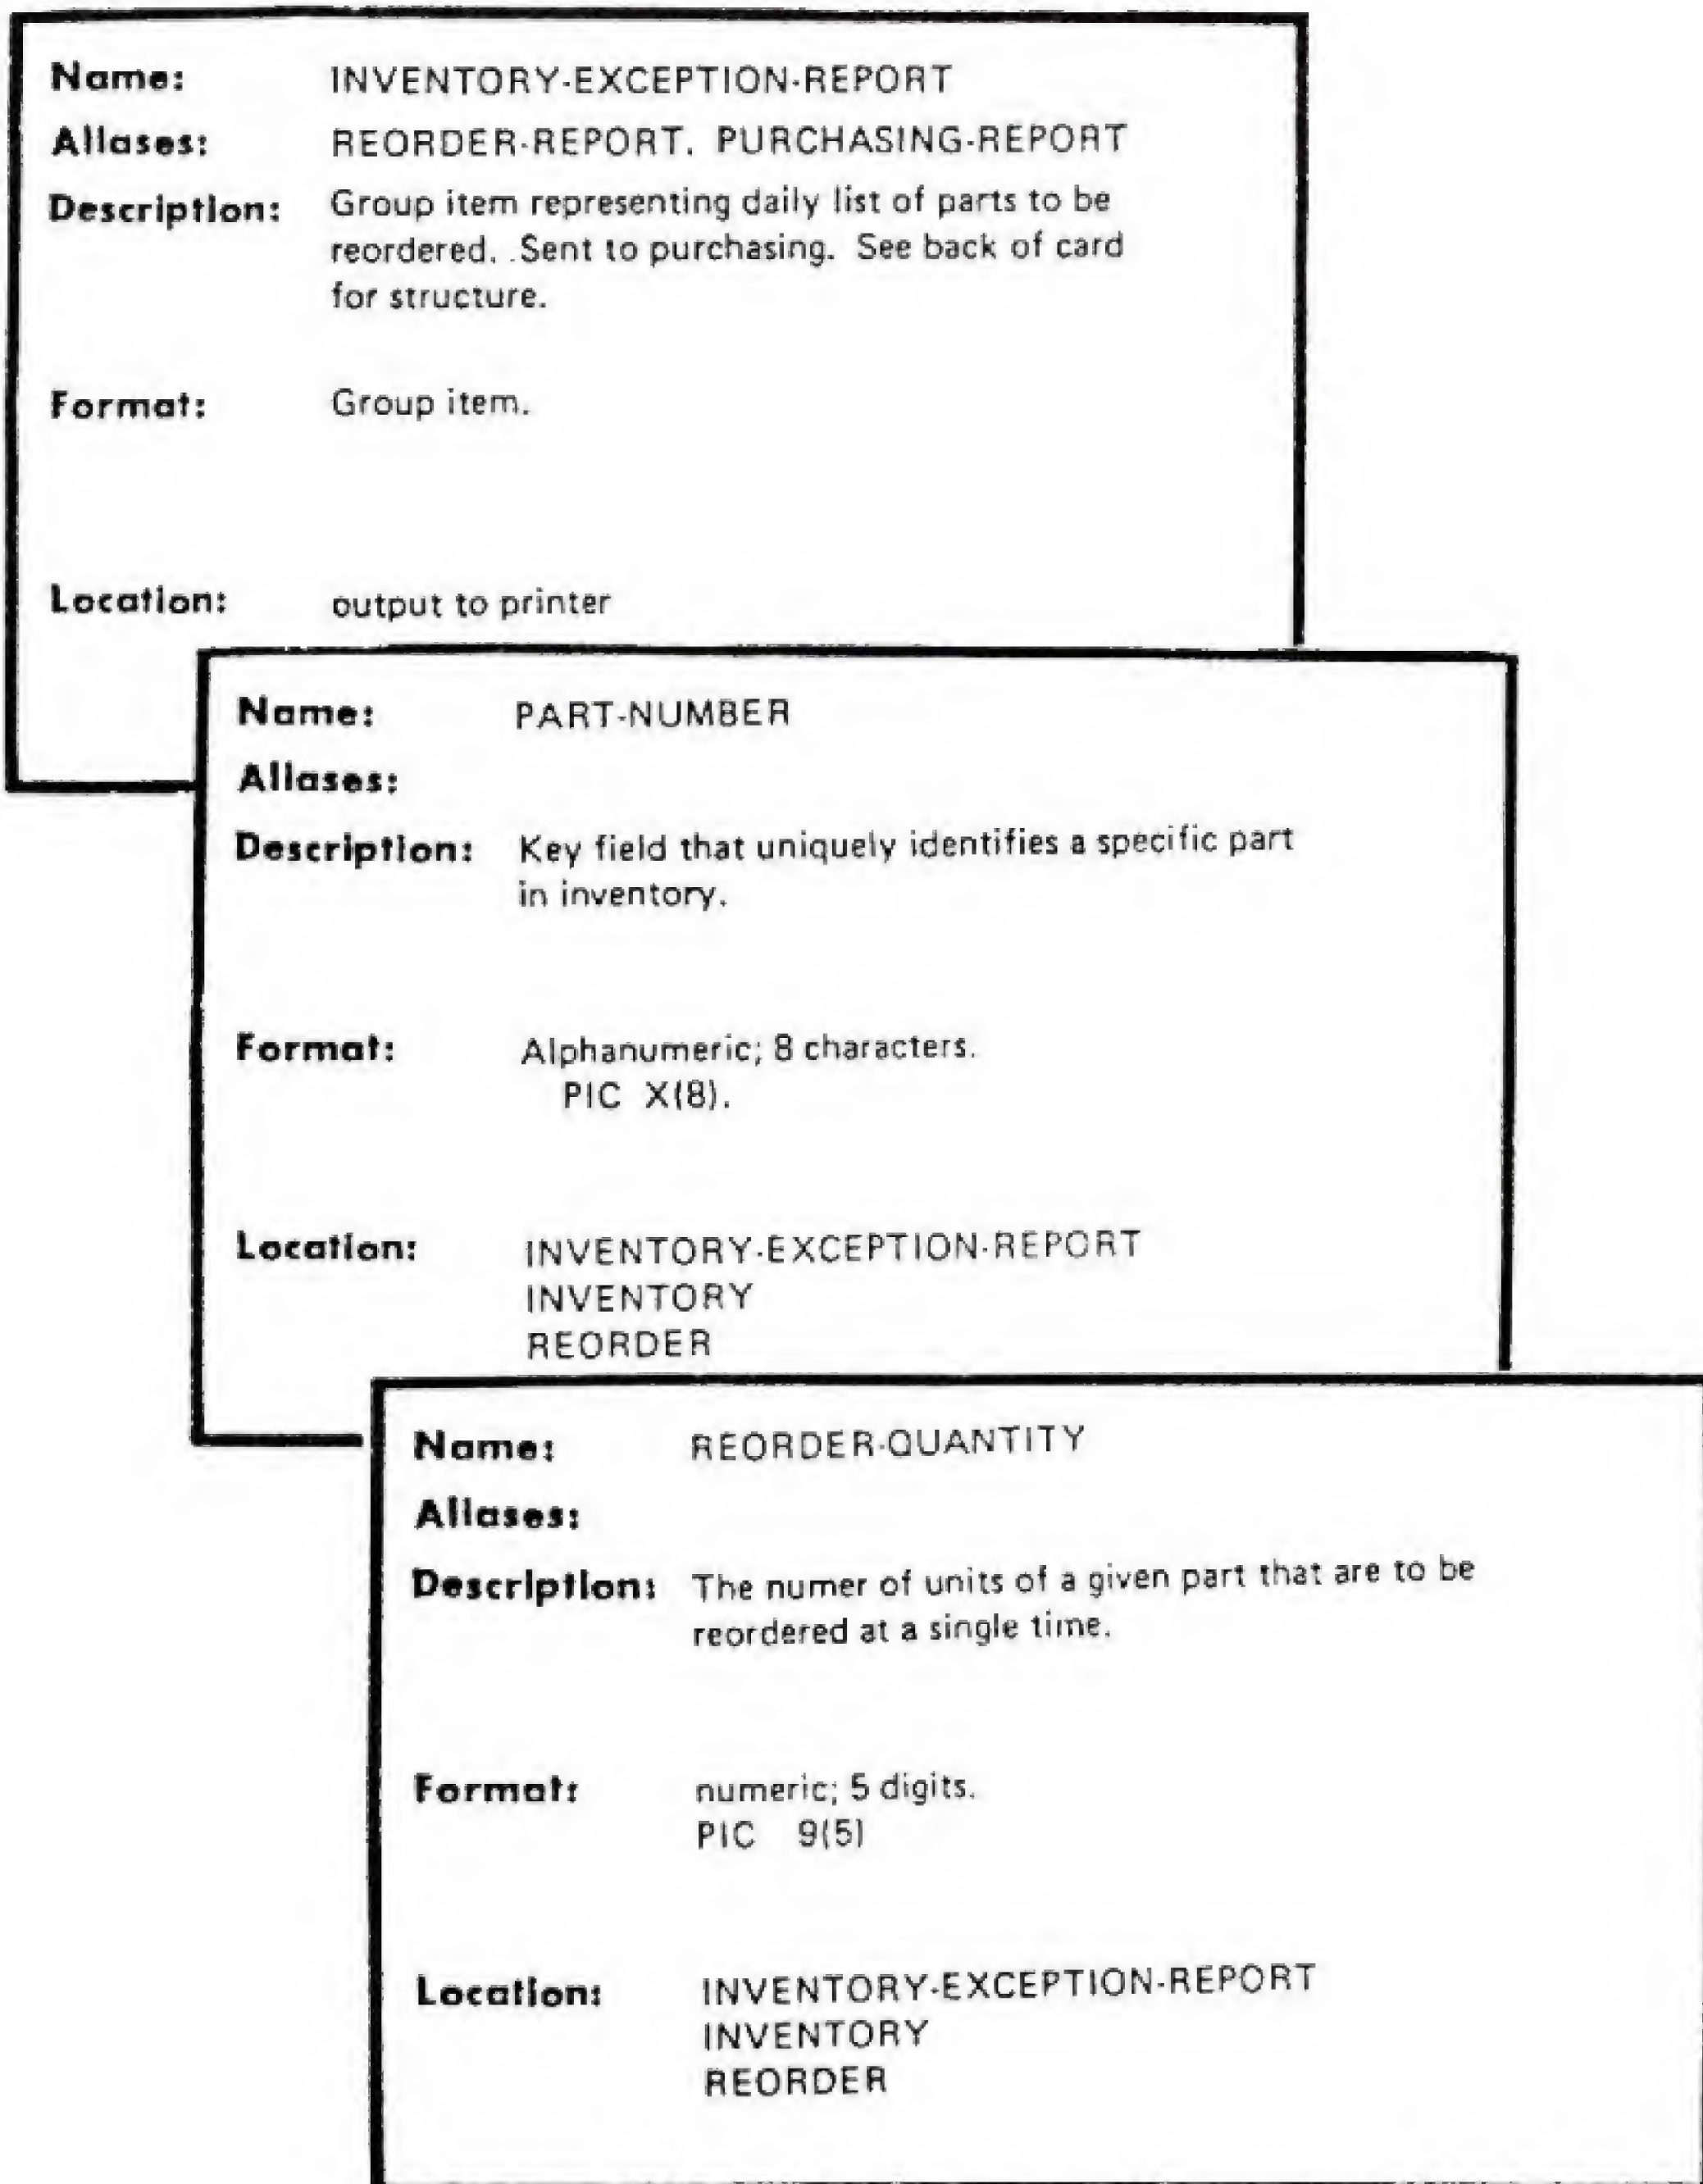 Name: INVENTORY-EXCEPTION-REPORT
Aliases: REORDER-REPORT, PURCHASING-REPORT
Description: Group item representing daily list of parts to be
reordered. Sent to purchasing. See back of card
for structure.
Format: Group item.
Location: output to printer
Name: PART-NUMBER
Aliases:
Description: Key field that uniquely identifies a specific part
in inventory.
Format: Alphanumeric; 8 characters.
PIC X(8).
Location: INVENTORY-EXCEPTION-REPORT
INVENTORY
REORDER
Name: REORDER-QUANTITY
Aliases:
Description: The numer of units of a given part that are to be
reordered at a single time.
Format: numeric; 5 digits.
PIC 9(5)
Location: INVENTORY-EXCEPTION-REPORT
INVENTORY
REORDER